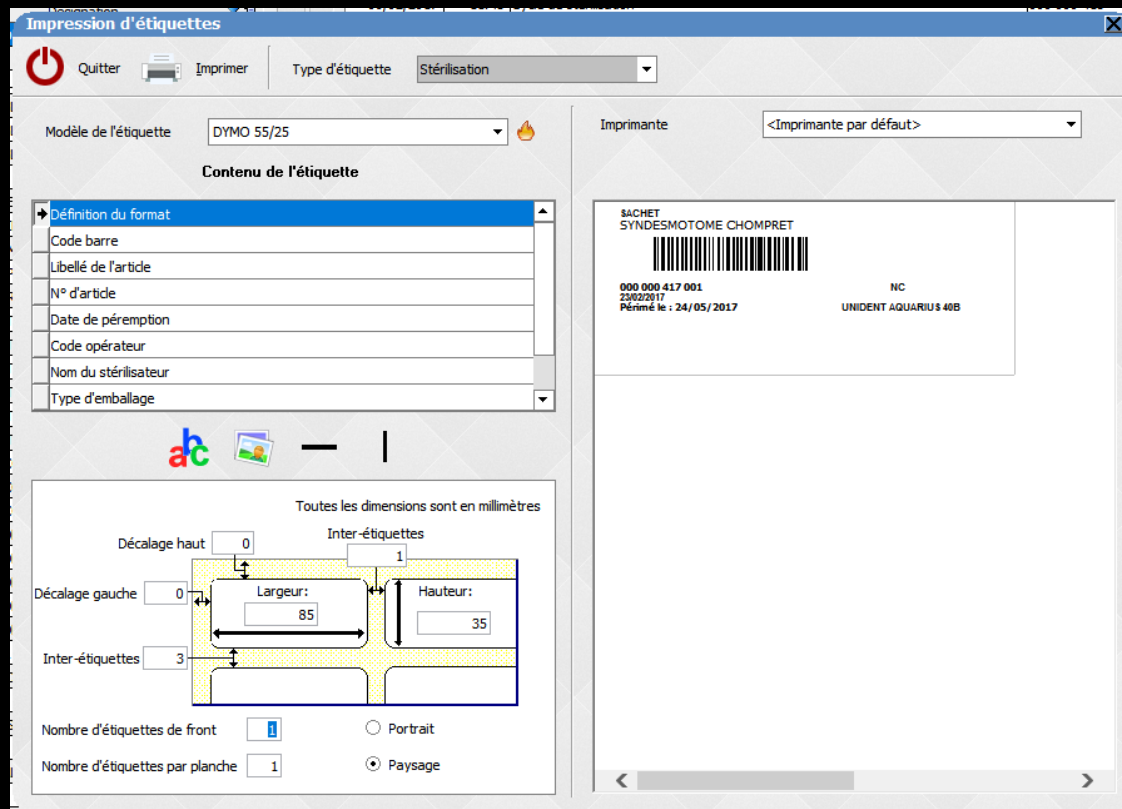 Impression d'étiquettes
Quitter
Imprimer
Type d'étiquette
Stérilisation
Modèle de l'étiquette
DYMO 55/25
Imprimante
<Imprimante par défaut>
Contenu de l'étiquette
Définition du format
Code barre
Libellé de l'article
N° d'article
Date de péremption
Code opérateur
Nom du stérilisateur
Type d'emballage
abc
Toutes les dimensions sont en millimètres
Inter-étiquettes
1
Décalage haut 0
Décalage gauche 0
Largeur:
85
Hauteur:
35
Inter-étiquettes 3
Nombre d'étiquettes de front 1
Portrait
Nombre d'étiquettes par planche 1
Paysage
SACHET
SYNDESMOTOME CHOMPRET
000 000 417 001 NC
23/02/2017
Périmé le : 24/05/2017 UNIDENT AQUARIUS 40B